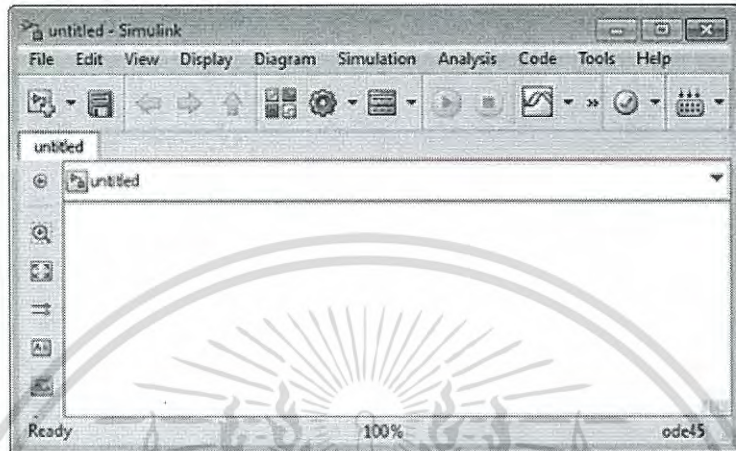 untitled - Simulink
File Edit View Display Diagram Simulation Analysis Code Tools Help
»
untitled
untitled
Ready 100% ode45